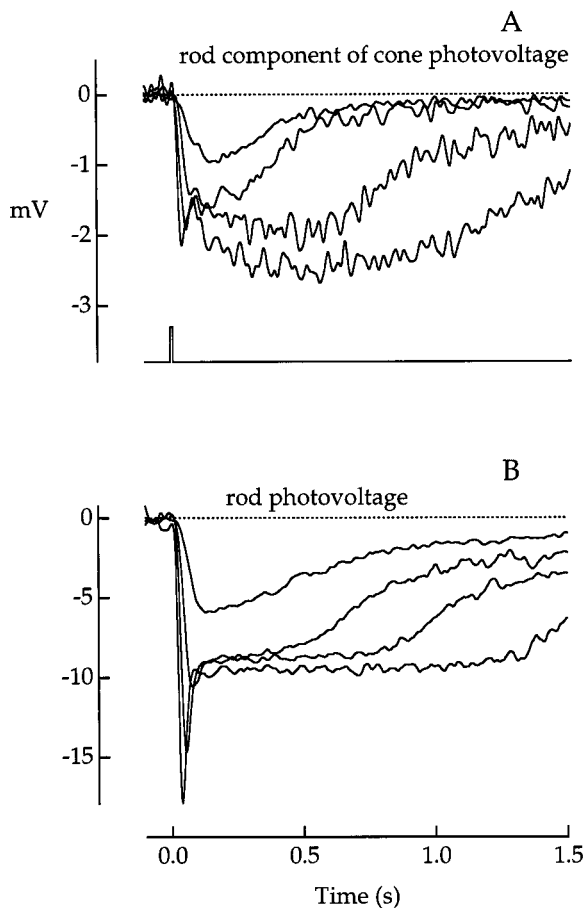 A
rod component of cone photovoltage
0
-1
mV
-2
-3
B
rod photovoltage
0
-5
-10
-15
0.0 0.5 1.0 1.5
Time (s)